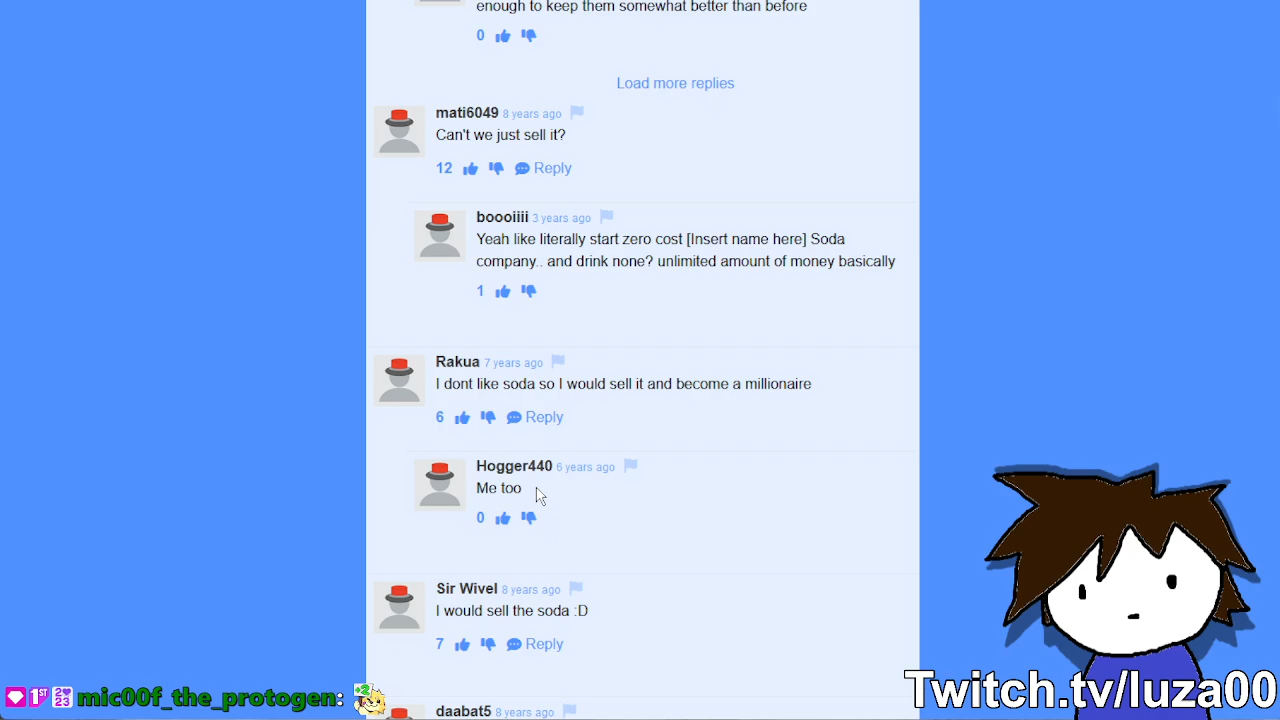 enough to keep them somewhat better than before
0
Load more replies
mati6049 8 years ago
Can't we just sell it?
12 Reply
boooiiii 3 years ago
Yeah like literally start zero cost [Insert name here] Soda
company.. and drink none? unlimited amount of money basically
1
Rakua 7 years ago
I dont like soda so I would sell it and become a millionaire
6 Reply
Hogger440 6 years ago
Me too
0
Sir Wivel 8 years ago
I would sell the soda :D
7 Reply
daabat5 8 years ago
1ST 23 mic00f_the_protogen: +2
Twitch.tv/luza00